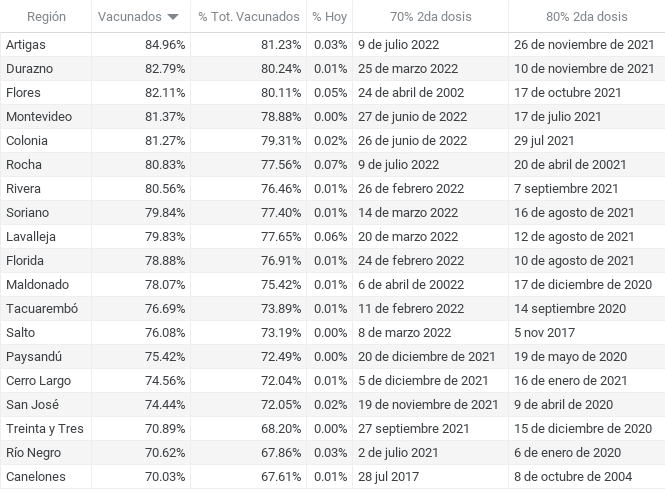 Región Vacunados % Tot. Vacunados % Hoy 70% 2da dosis 80% 2da dosis
Artigas 84.96% 81.23% 0.03% 9 de julio 2022 26 de noviembre de 2021
Durazno 82.79% 80.24% 0.01% 25 de marzo 2022 10 de noviembre de 2021
Flores 82.11% 80.11% 0.05% 24 de abril de 2002 17 de octubre 2021
Montevideo 81.37% 78.88% 0.00% 27 de junio de 2022 17 de julio 2021
Colonia 81.27% 79.31% 0.02% 26 de junio de 2022 29 jul 2021
Rocha 80.83% 77.56% 0.07% 9 de julio 2022 20 de abril de 20021
Rivera 80.56% 76.46% 0.01% 26 de febrero 2022 7 septiembre 2021
Soriano 79.84% 77.40% 0.01% 14 de marzo 2022 16 de agosto de 2021
Lavalleja 79.83% 77.65% 0.06% 20 de marzo 2022 12 de agosto de 2021
Florida 78.88% 76.91% 0.01% 24 de febrero 2022 10 de agosto de 2021
Maldonado 78.07% 75.42% 0.01% 6 de abril de 20022 17 de diciembre de 2020
Tacuarembó 76.69% 73.89% 0.01% 11 de febrero 2022 14 septiembre 2020
Salto 76.08% 73.19% 0.00% 8 de marzo 2022 5 nov 2017
Paysandú 75.42% 72.49% 0.00% 20 de diciembre de 2021 19 de mayo de 2020
Cerro Largo 74.56% 72.04% 0.01% 5 de diciembre de 2021 16 de enero de 2021
San José 74.44% 72.05% 0.02% 19 de noviembre de 2021 9 de abril de 2020
Treinta y Tres 70.89% 68.20% 0.00% 27 septiembre 2021 15 de diciembre de 2020
Río Negro 70.62% 67.86% 0.03% 2 de julio 2021 6 de enero de 2020
Canelones 70.03% 67.61% 0.01% 28 jul 2017 8 de octubre de 2004